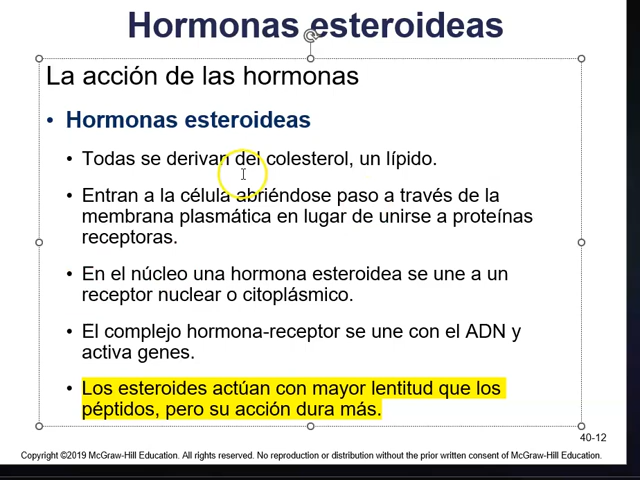 Hormonas esteroideas
La acción de las hormonas
• Hormonas esteroideas
• Todas se derivan del colesterol, un lípido.
• Entran a la célula abriéndose paso a través de la
membrana plasmática en lugar de unirse a proteínas
receptoras.
• En el núcleo una hormona esteroidea se une a un
receptor nuclear o citoplásmico.
• El complejo hormona-receptor se une con el ADN y
activa genes.
• Los esteroides actúan con mayor lentitud que los
péptidos, pero su acción dura más.
40-12
Copyright ©2019 McGraw-Hill Education. All rights reserved. No reproduction or distribution without the prior written consent of McGraw-Hill Education.